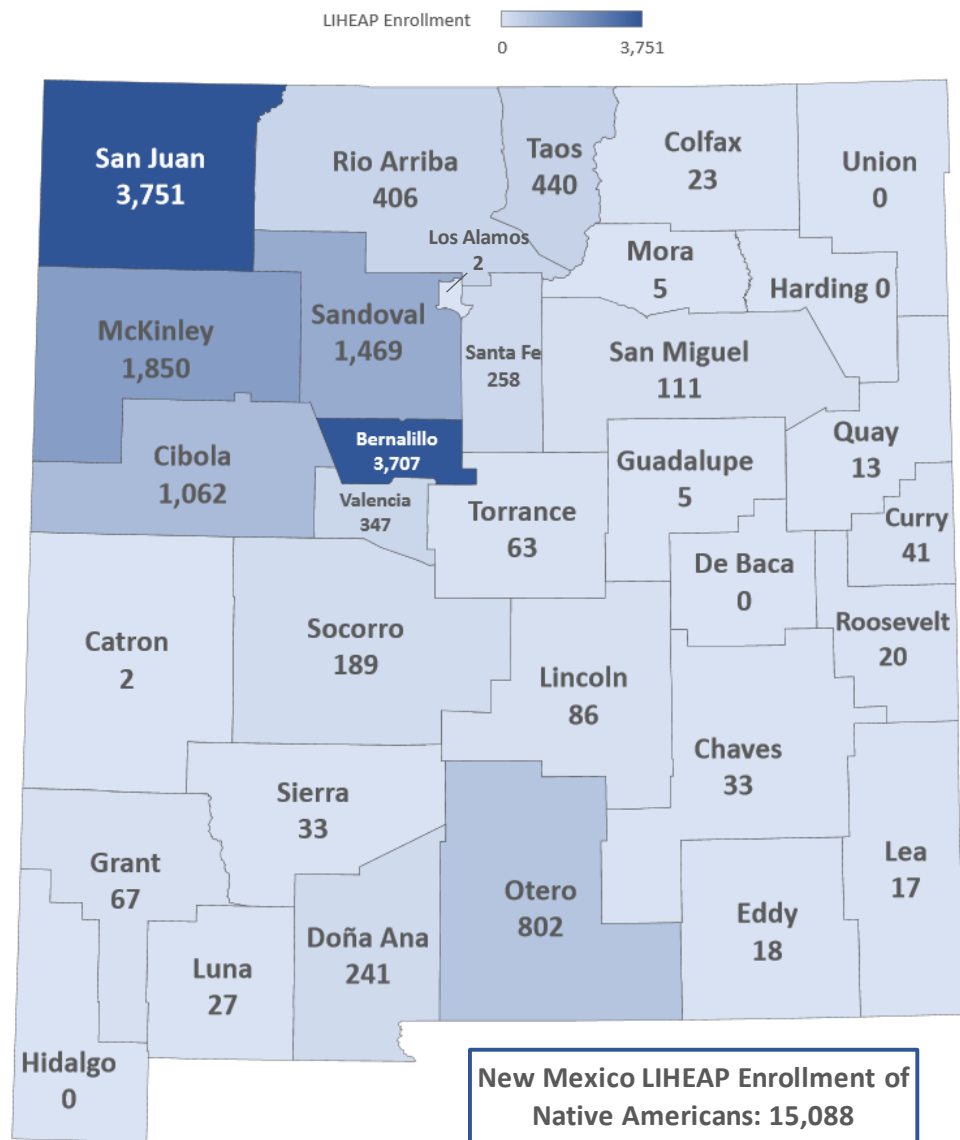 LIHEAP Enrollment
0
3,751
San Juan
3,751
Rio Arriba
406
Taos
440
Colfax
23
Union
0
Los Alamos
2
Mora
5
Harding 0
McKinley
1,850
Sandoval
1,469
Santa Fe
258
San Miguel
111
Quay
13
Cibola
1,062
Bernalillo
3,707
Valencia
347
Torrance
63
Guadalupe
5
Curry
41
De Baca
0
Roosevelt
20
Catron
2
Socorro
189
Lincoln
86
Chaves
33
Sierra
33
Grant
67
Otero
802
Lea
17
Eddy
18
Doña Ana
241
Luna
27
Hidalgo
0
New Mexico LIHEAP Enrollment of
Native Americans: 15,088